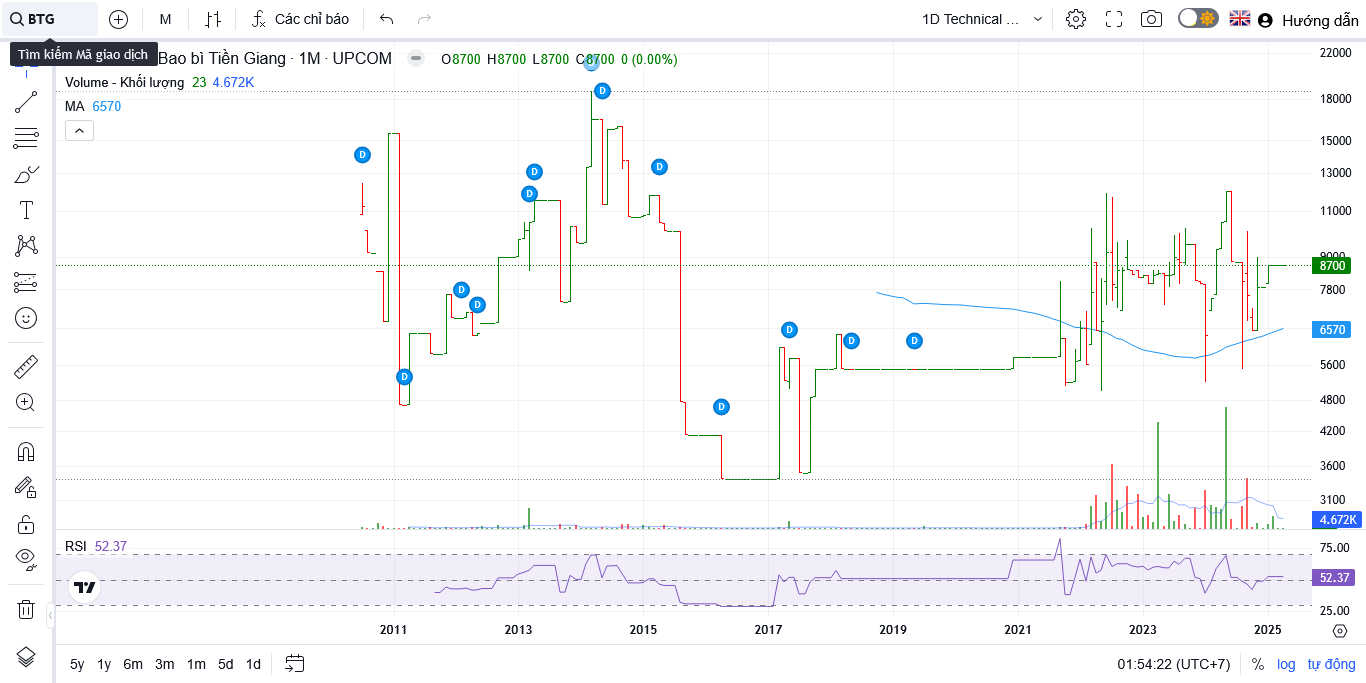 BTG
M
Các chỉ báo
1D Technical ...
Hướng dẫn
Tìm kiếm Mã giao dịch
Bao bì Tiền Giang · 1M · UPCOM
O8700 H8700 L8700 C8700 0 (0.00%)
Volume - Khối lượng 23 4.672K
MA 6570
D
D
D
D
D
D
D
D
D
D
D
D
D
22000
18000
15000
13000
11000
9000
8700
7800
6570
5600
4800
4200
3600
3100
4.672K
RSI 52.37
75.00
52.37
25.00
2011 2013 2015 2017 2019 2021 2023 2025
5y 1y 6m 3m 1m 5d 1d
01:54:22 (UTC+7) % log tự động